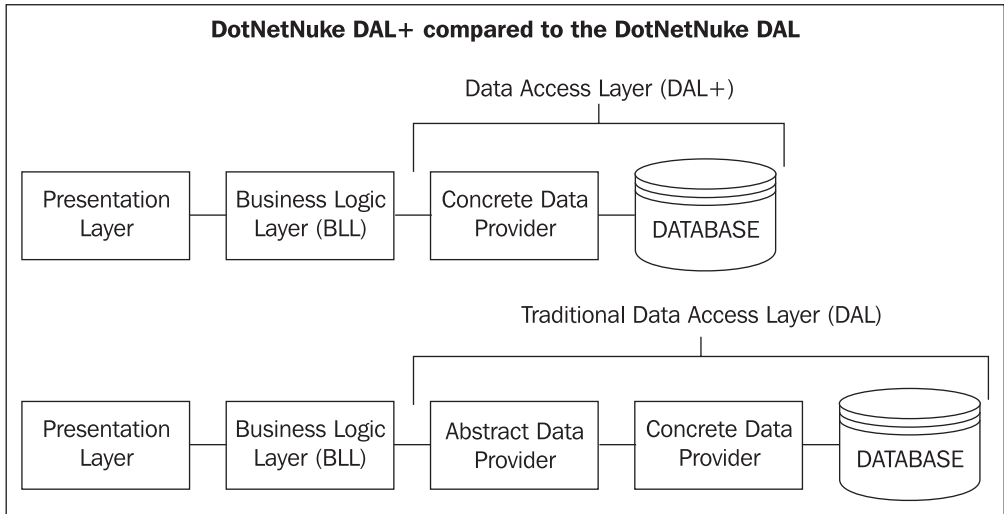 DotNetNuke DAL+ compared to the DotNetNuke DAL
Data Access Layer (DAL+)
Presentation
Layer
Business Logic
Layer (BLL)
Concrete Data
Provider
DATABASE
Traditional Data Access Layer (DAL)
Presentation
Layer
Business Logic
Layer (BLL)
Abstract Data
Provider
Concrete Data
Provider
DATABASE